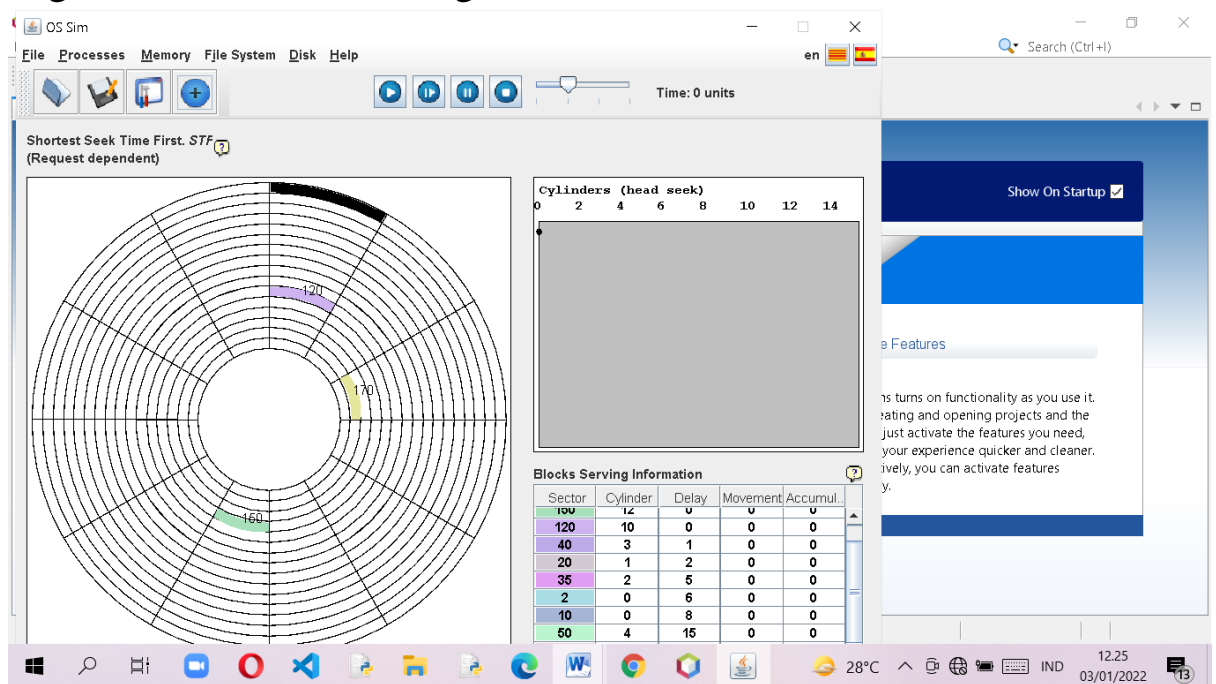 OS Sim
File Processes Memory File System Disk Help
en
Time: 0 units
Search (Ctrl+I)
Shortest Seek Time First. STF
(Request dependent)
Show On Startup
Cylinders (head seek)
0 2 4 6 8 10 12 14
120
170
150
e Features
ns turns on functionality as you use it.
eating and opening projects and the
just activate the features you need,
your experience quicker and cleaner.
tively, you can activate features
y.
Blocks Serving Information
Sector Cylinder Delay Movement Accumul..
150 12 0 0 0
120 10 0 0 0
40 3 1 0 0
20 1 2 0 0
35 2 5 0 0
2 0 6 0 0
10 0 8 0 0
50 4 15 0 0
28°C
IND
12.25
03/01/2022
13